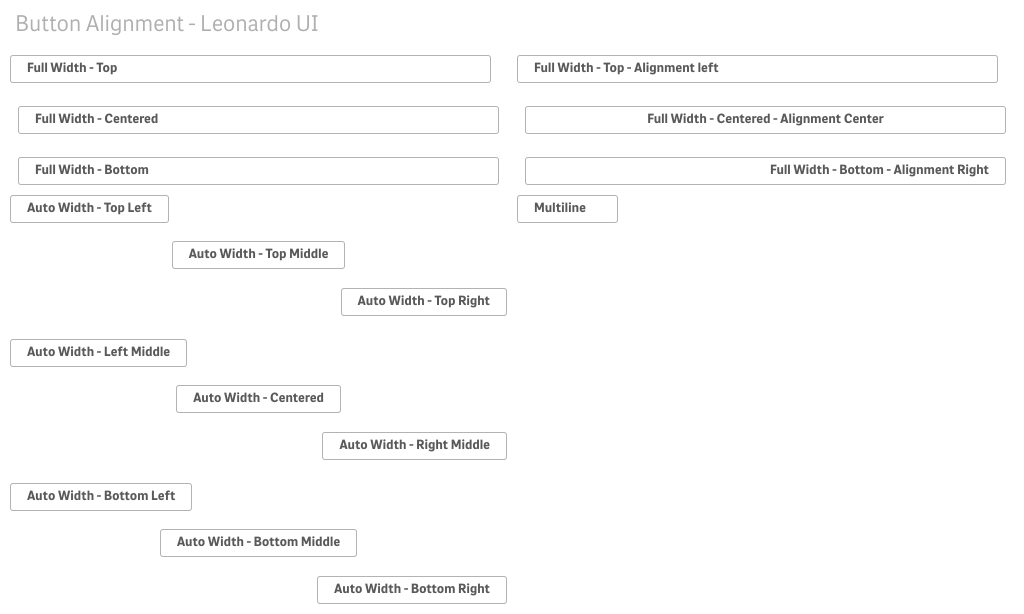 Button Alignment - Leonardo UI
Full Width - Top
Full Width - Top - Alignment left
Full Width - Centered
Full Width - Centered - Alignment Center
Full Width - Bottom
Full Width - Bottom - Alignment Right
Auto Width - Top Left
Multiline
Auto Width - Top Middle
Auto Width - Top Right
Auto Width - Left Middle
Auto Width - Centered
Auto Width - Right Middle
Auto Width - Bottom Left
Auto Width - Bottom Middle
Auto Width - Bottom Right